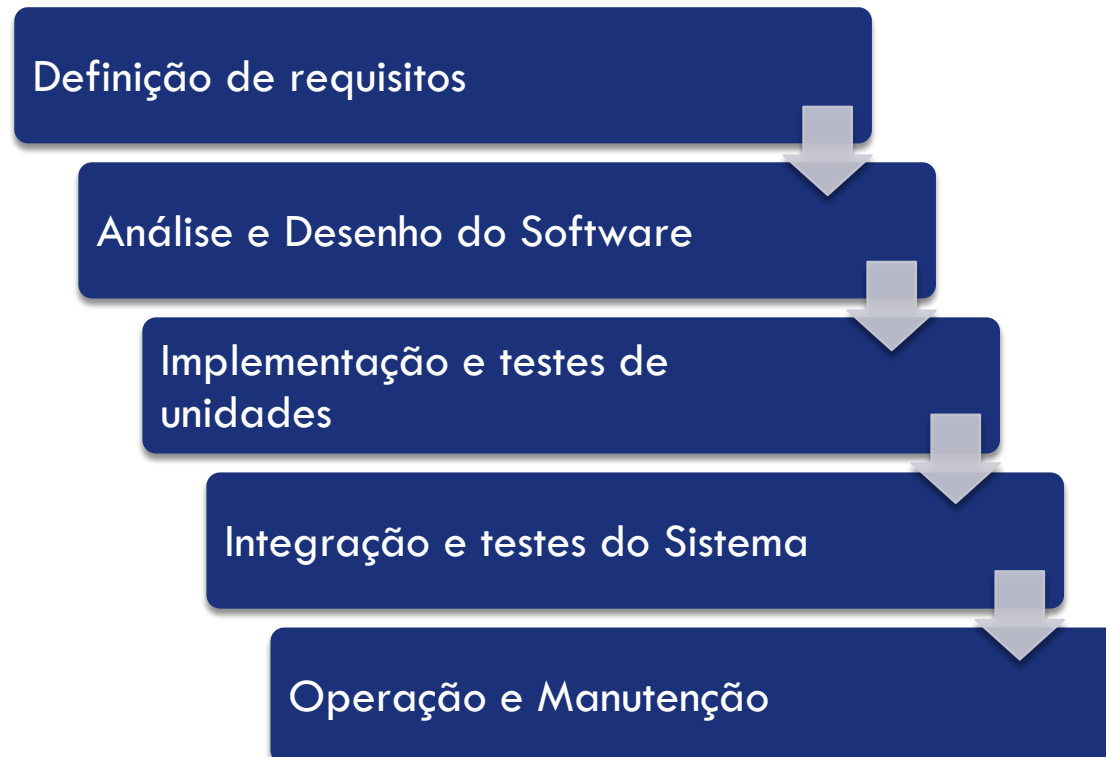 Definição de requisitos
Análise e Desenho do Software
Implementação e testes de
unidades
Integração e testes do Sistema
Operação e Manutenção